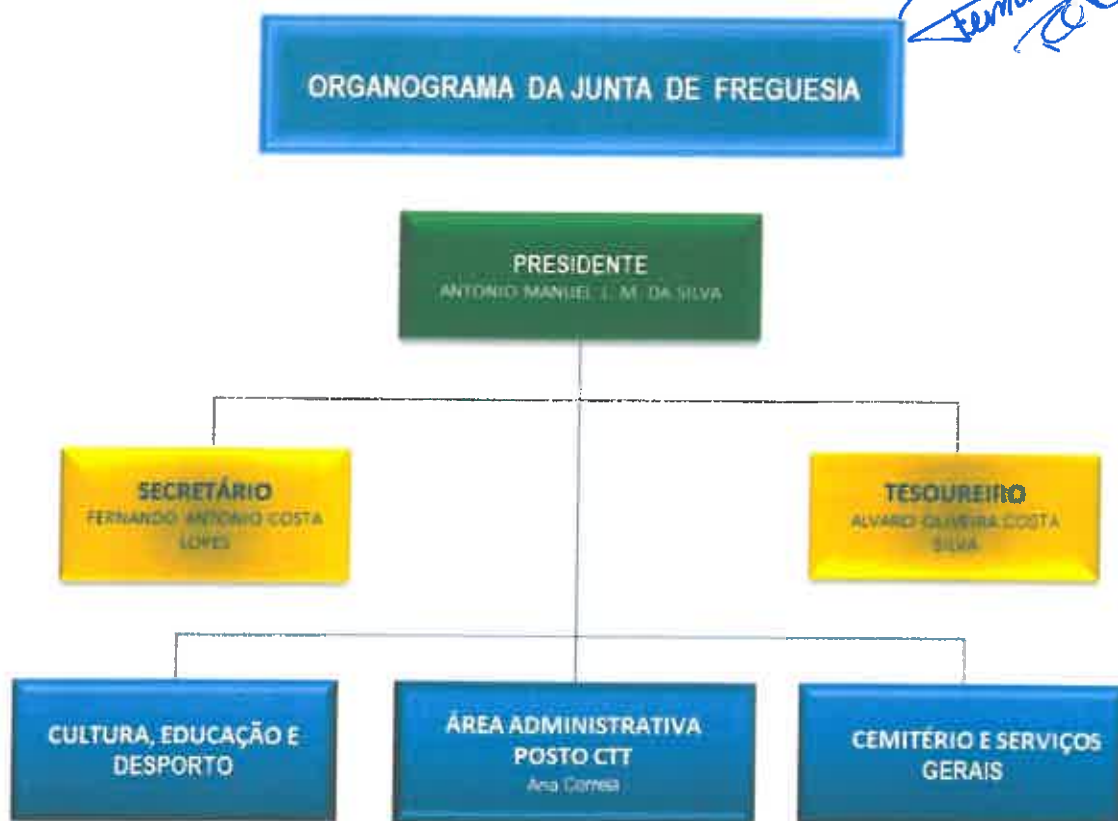 ORGANOGRAMA DA JUNTA DE FREGUESIA
PRESIDENTE
ANTONIO MANUEL L. M. DA SILVA
SECRETÁRIO
FERNANDO ANTONIO COSTA
LOPES
TESOUREIRO
ALVARO OLIVEIRA COSTA
SILVA
CULTURA, EDUCAÇÃO E
DESPORTO
ÁREA ADMINISTRATIVA
POSTO CTT
Ana Correia
CEMITÉRIO E SERVIÇOS
GERAIS